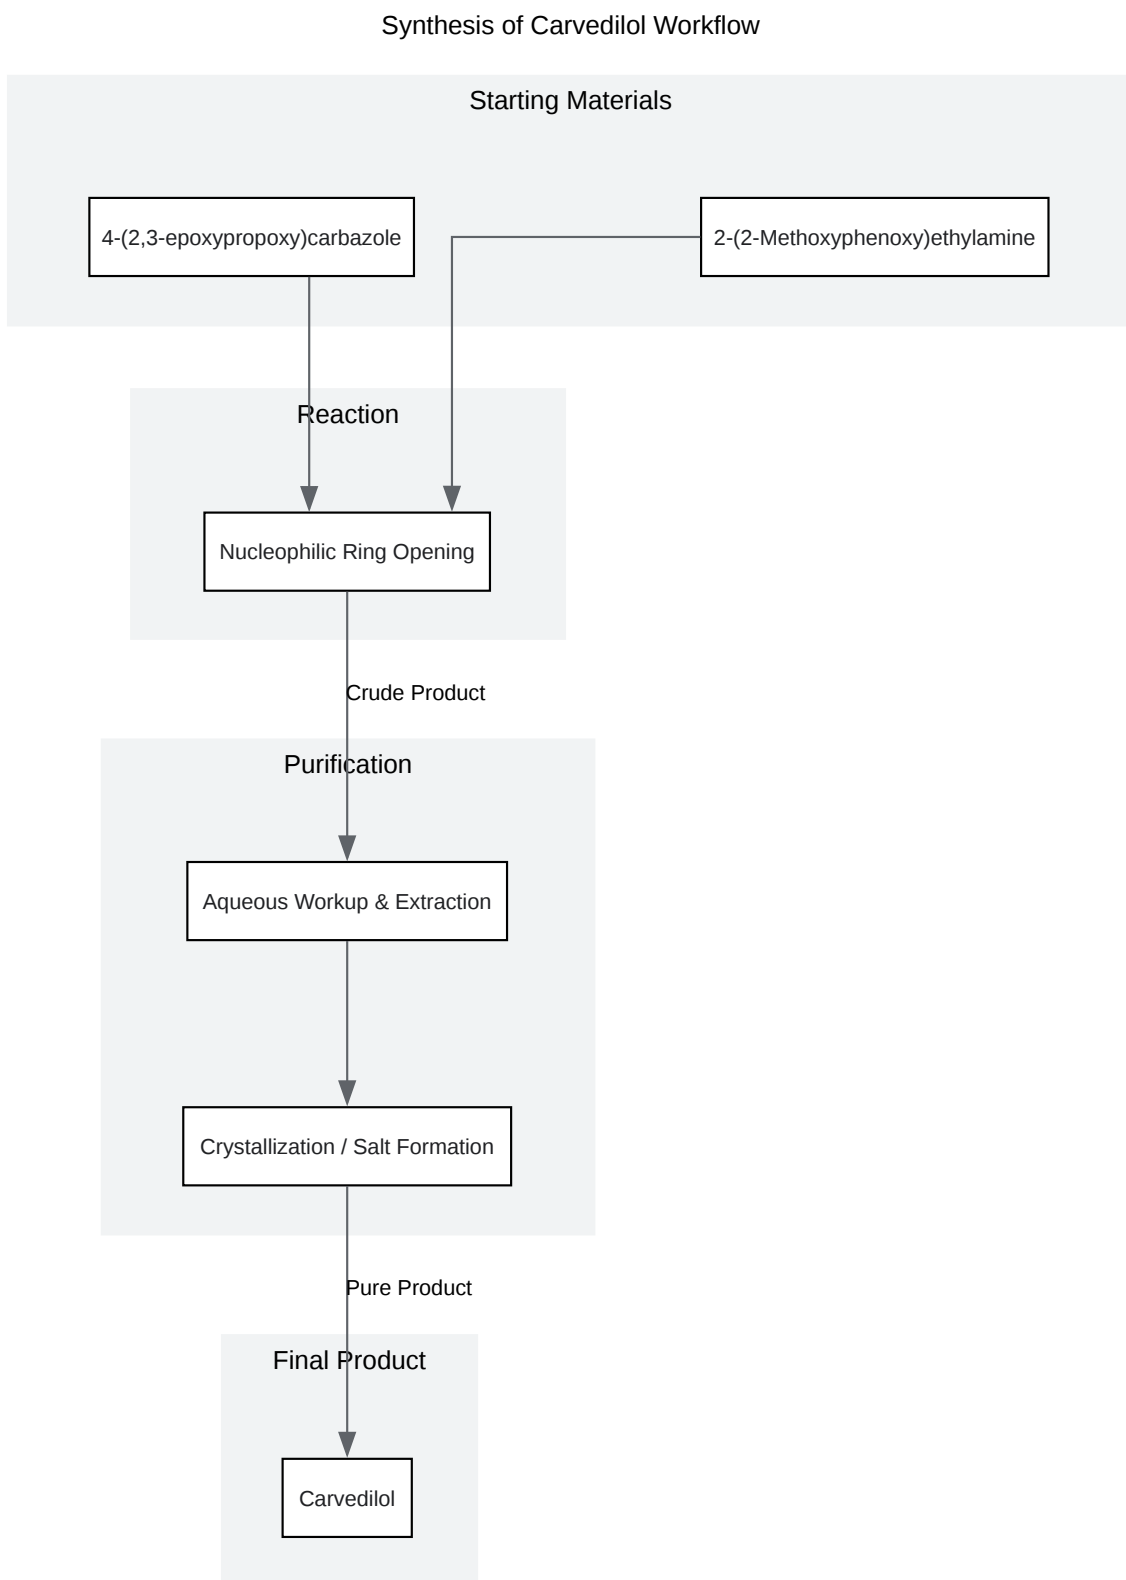 Synthesis of Carvedilol Workflow
Starting Materials
4-(2,3-epoxypropoxy)carbazole
2-(2-Methoxyphenoxy)ethylamine
Reaction
Nucleophilic Ring Opening
Crude Product
Purification
Aqueous Workup & Extraction
Crystallization / Salt Formation
Pure Product
Final Product
Carvedilol